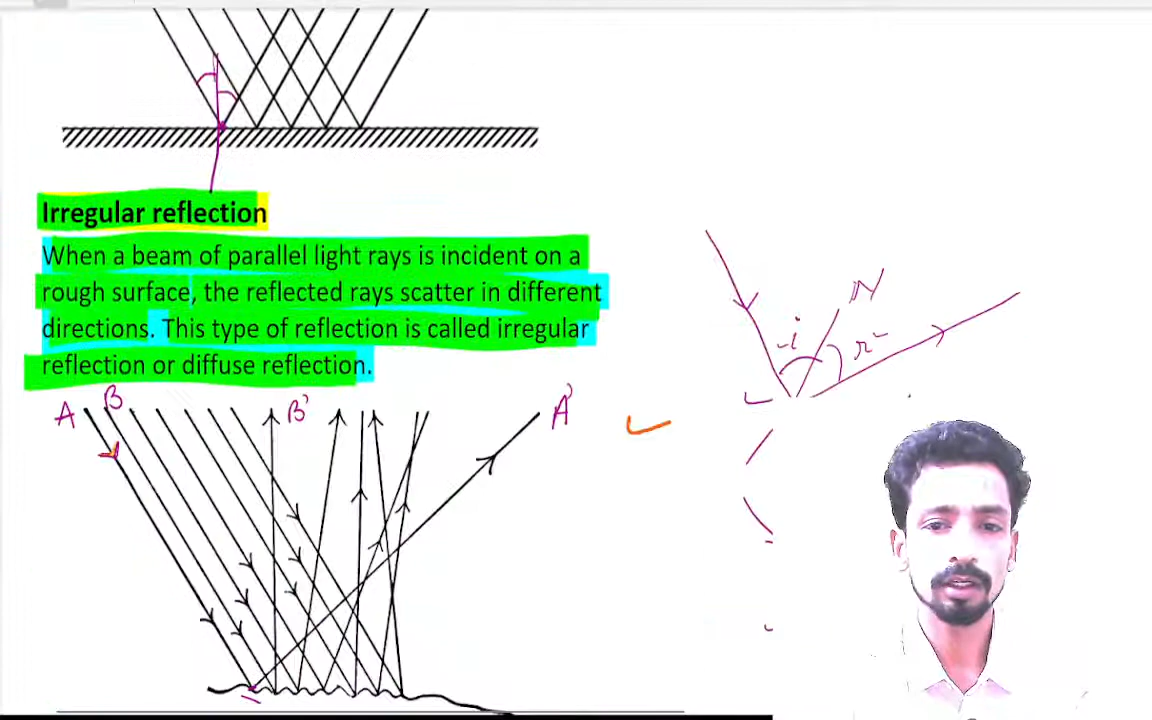 Irregular reflection
When a beam of parallel light rays is incident on a
rough surface, the reflected rays scatter in different
directions. This type of reflection is called irregular
reflection or diffuse reflection.
A B B' A'
i r N